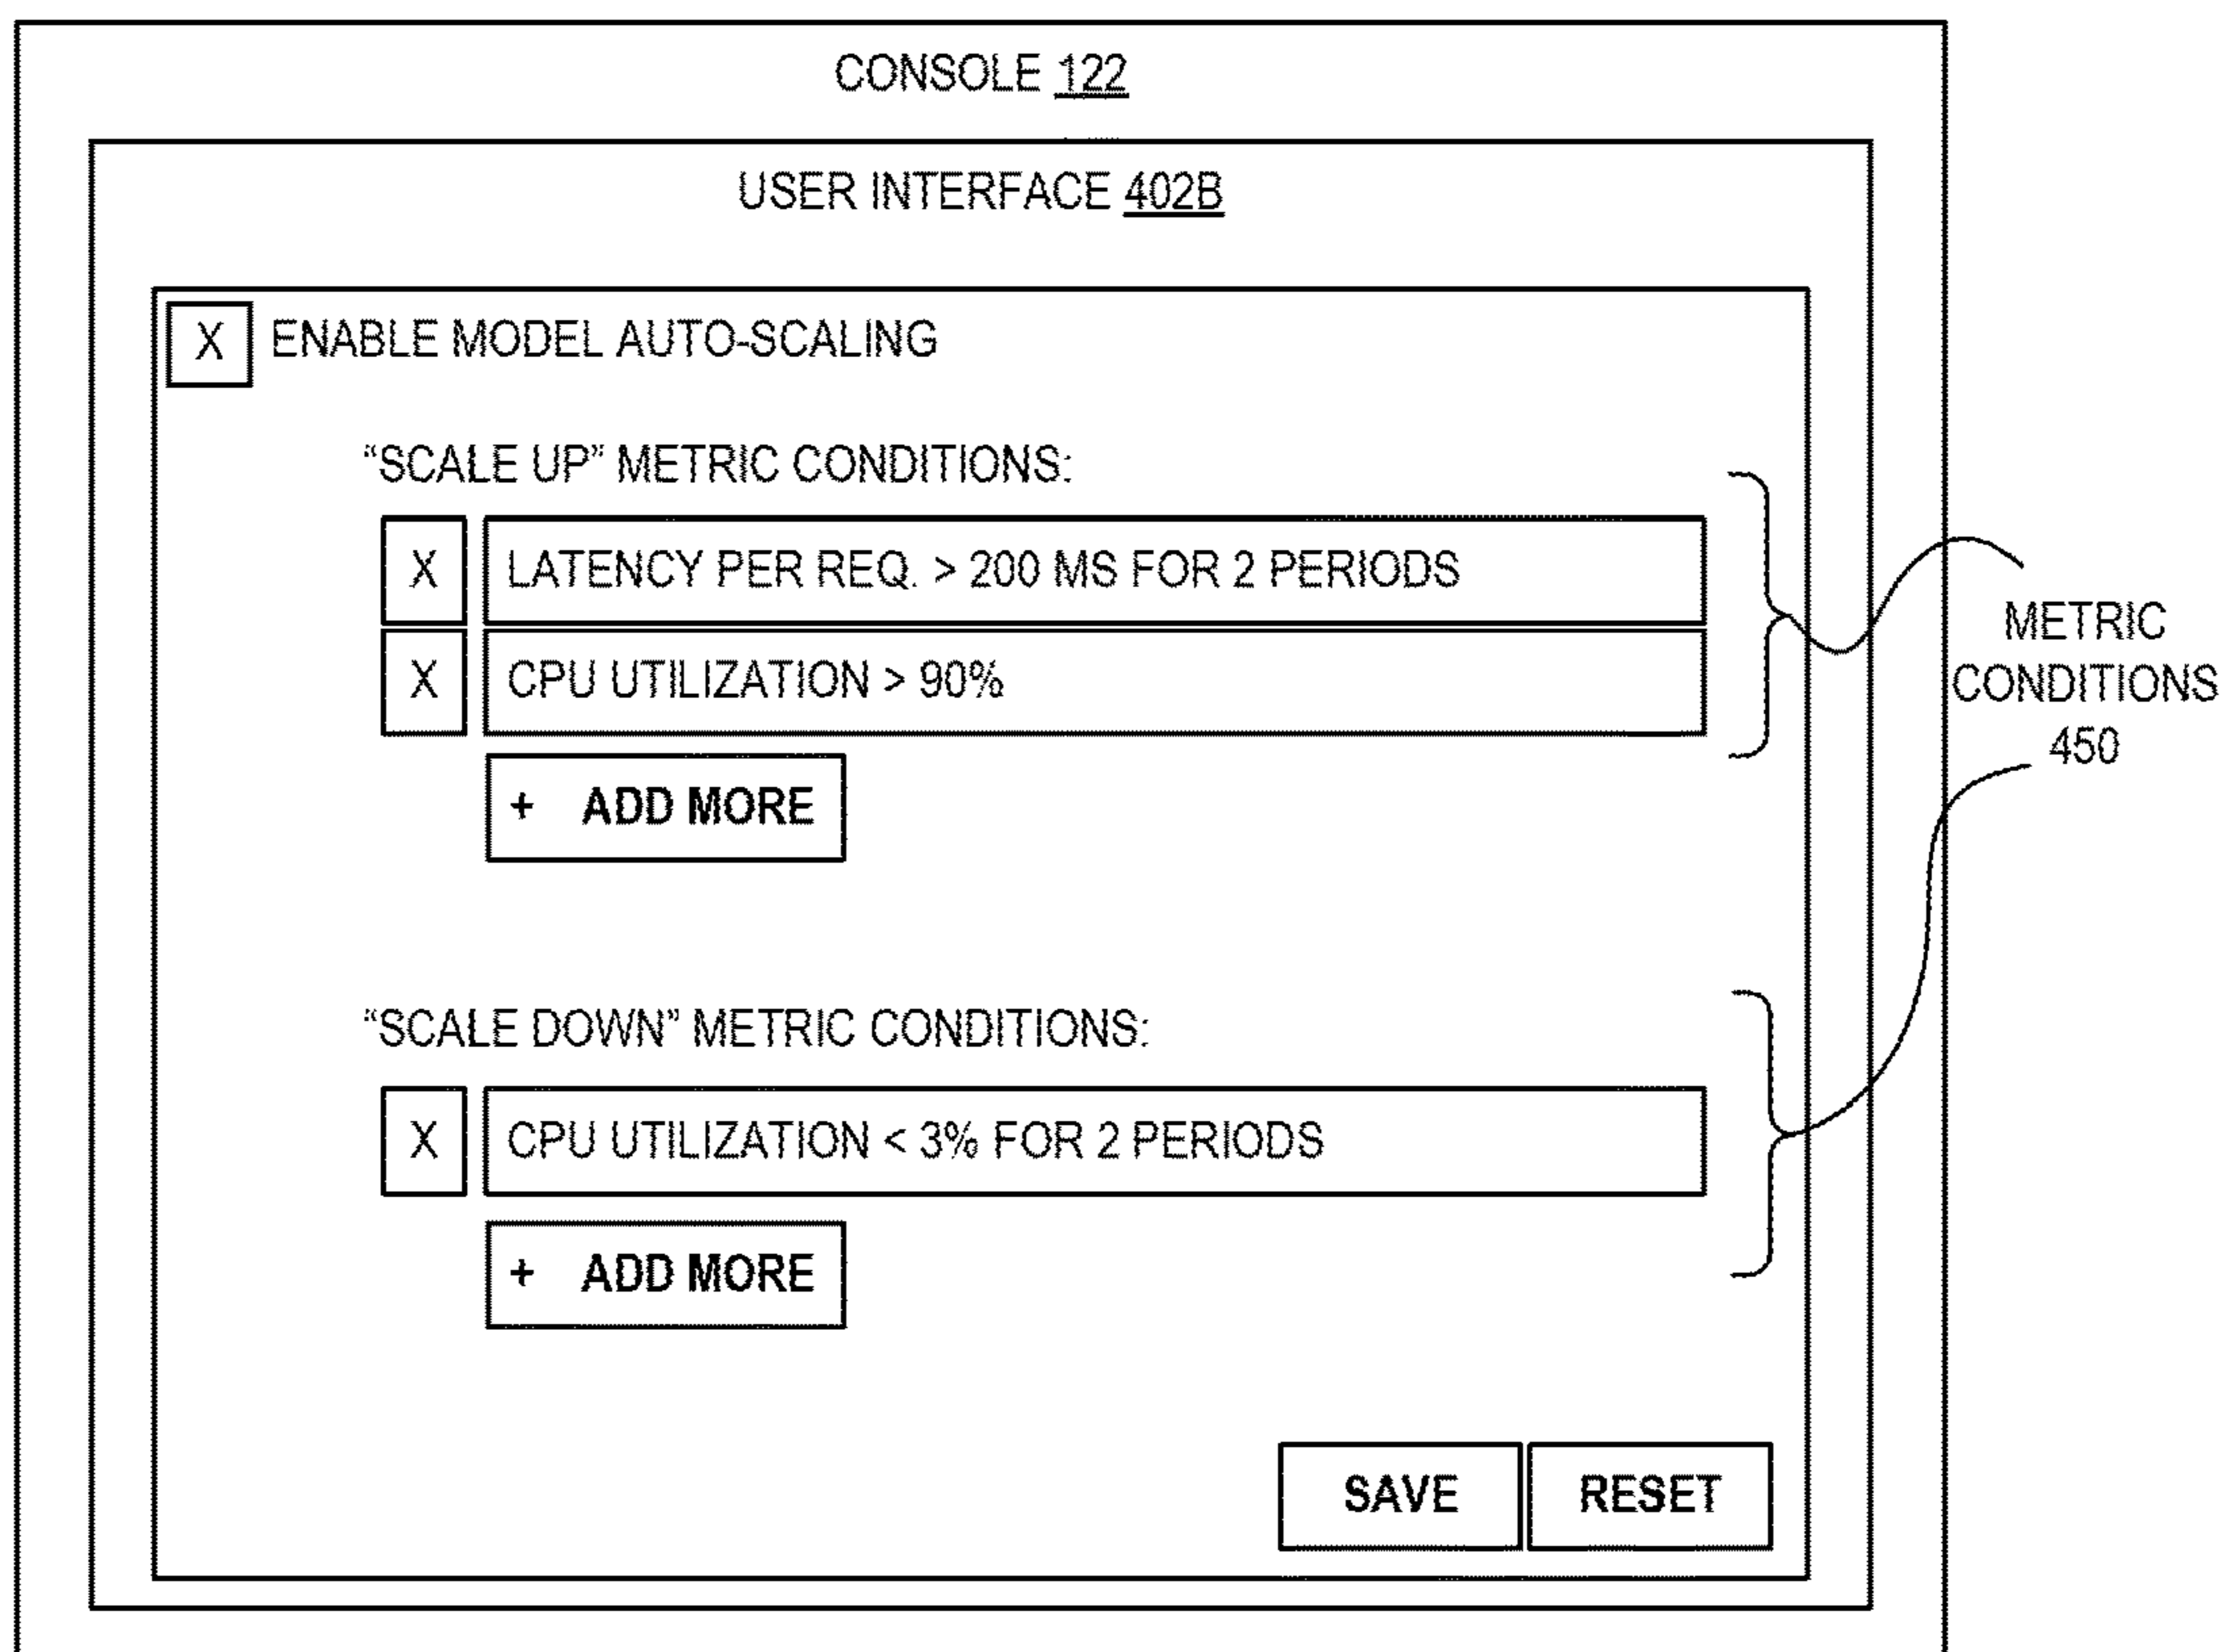 CONSOLE 122
USER INTERFACE 402B
X ENABLE MODEL AUTO-SCALING
“SCALE UP” METRIC CONDITIONS:
X LATENCY PER REQ. > 200 MS FOR 2 PERIODS
X CPU UTILIZATION > 90%
+ ADD MORE
METRIC
CONDITIONS
450
“SCALE DOWN” METRIC CONDITIONS:
X CPU UTILIZATION < 3% FOR 2 PERIODS
+ ADD MORE
SAVE RESET